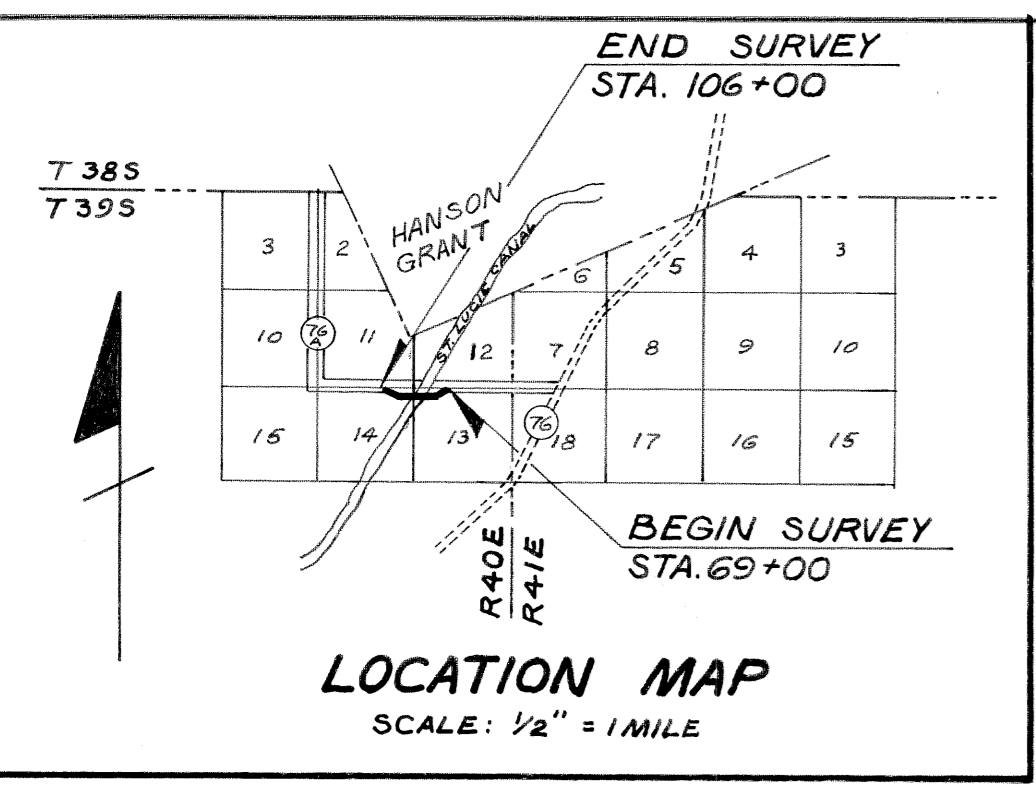 END SURVEY
STA. 106+00
T 38S
T 39S
HANSON
GRANT
ST. LUCIE CANAL
3
2
6
5
4
3
10
76
A
11
12
7
8
9
10
15
14
13
76
18
17
16
15
BEGIN SURVEY
STA. 69+00
R40E
R41E
LOCATION MAP
SCALE: 1/2" = 1 MILE